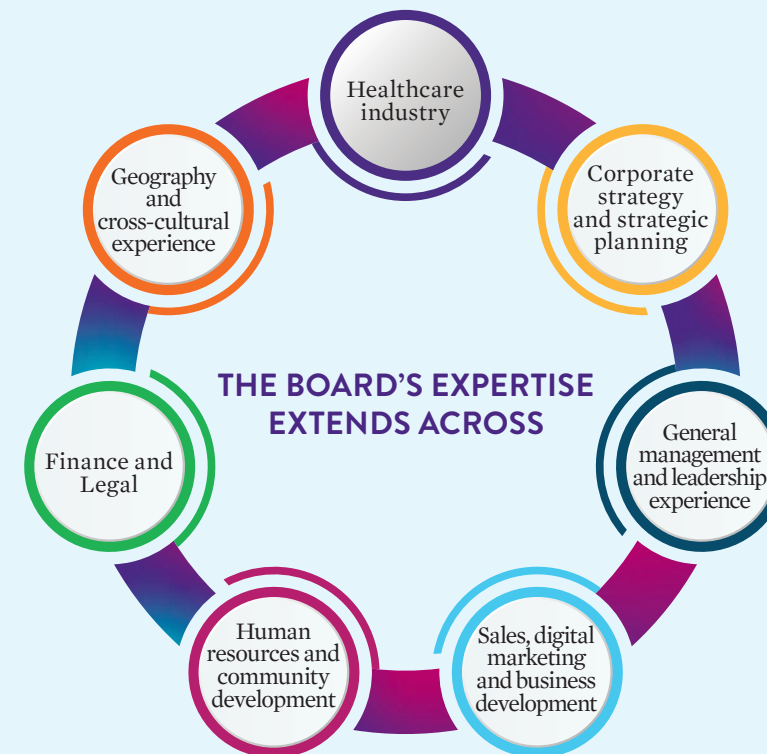 THE BOARD'S EXPERTISE
EXTENDS ACROSS
Healthcare
industry
Corporate
strategy
and strategic
planning
General
management
and leadership
experience
Sales, digital
marketing
and business
development
Human
resources and
community
development
Finance and
Legal
Geography
and
cross-cultural
experience